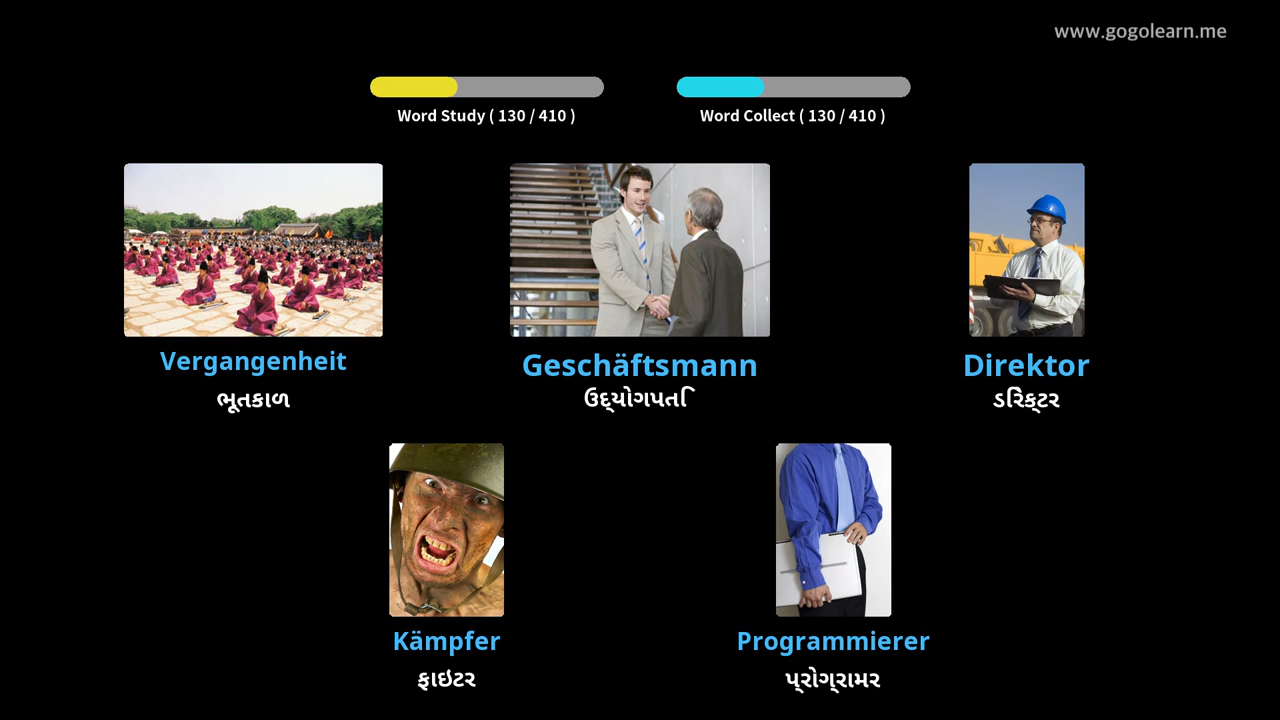 www.gogolearn.me
Word Study ( 130 / 410 )
Word Collect ( 130 / 410 )
Vergangenheit
ભૂતકાળ
Geschäftsmann
ઉદ્યોગપતિ
Direktor
ડિરેક્ટર
Kämpfer
ફાઇટર
Programmierer
પ્રોગ્રામર